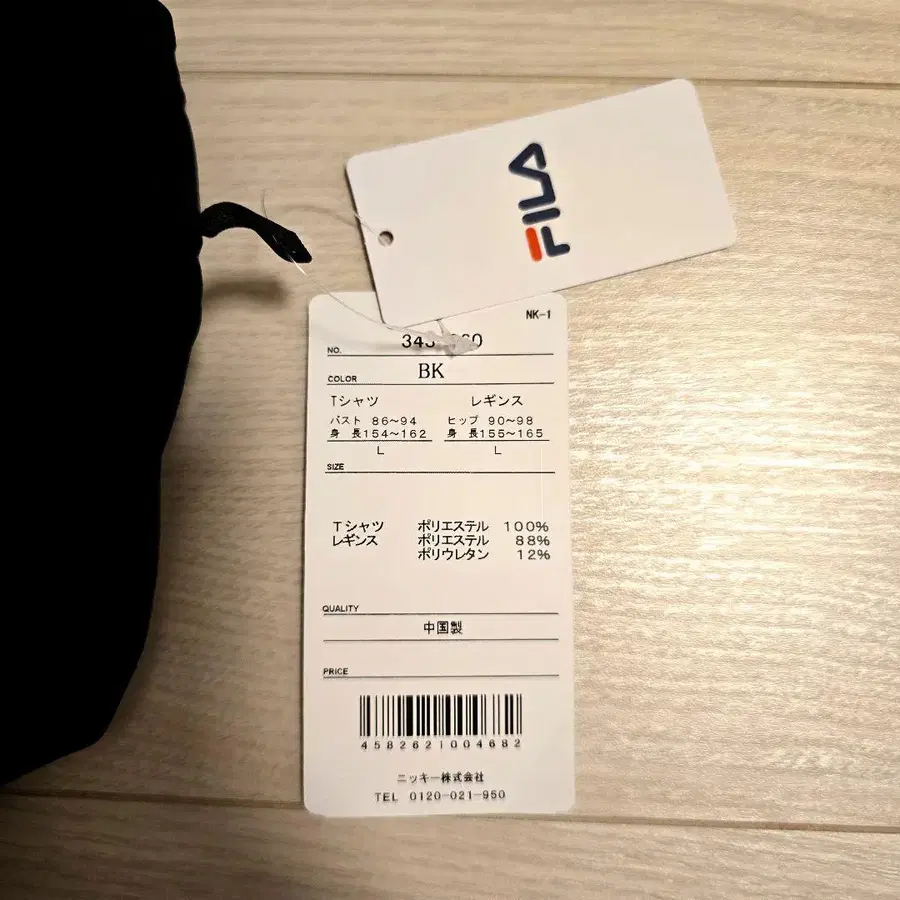 FILA
NK-1
NO.
COLOR BK
Tシャツ レギンス
バスト 86~94 ヒップ 90~98
身 長154~162 身 長155~165
L L
SIZE
Tシャツ ポリエステル 100%
レギンス ポリエステル 88%
ポリウレタン 12%
QUALITY
中国製
PRICE
4582621004682
ニッキー株式会社
TEL 0120-021-950